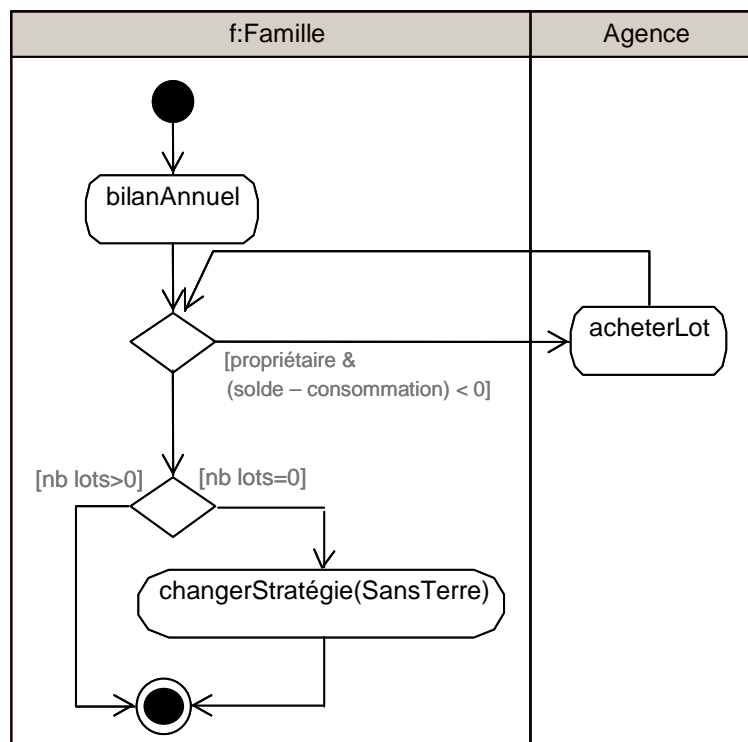 f:Famille
Agence
bilanAnnuel
acheterLot
[propriétaire &
(solde – consommation) < 0]
[nb lots>0]
[nb lots=0]
changerStratégie(SansTerre)